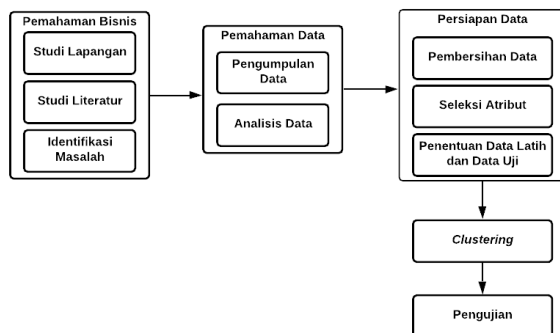 Pemahaman Bisnis
Studi Lapangan
Studi Literatur
Identifikasi
Masalah
Pemahaman Data
Pengumpulan
Data
Analisis Data
Persiapan Data
Pembersihan Data
Seleksi Atribut
Penentuan Data Latih
dan Data Uji
Clustering
Pengujian